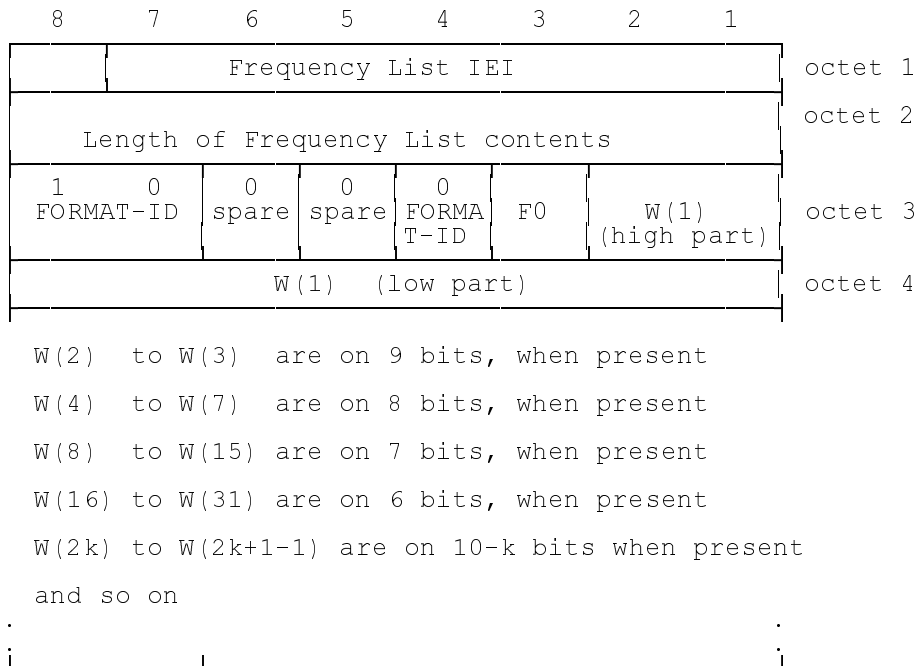 8 7 6 5 4 3 2 1
Frequency List IEI octet 1
octet 2
Length of Frequency List contents
1 0 0 0 0
FORMAT-ID spare spare FORMA F0 W(1) octet 3
T-ID (high part)
W(1) (low part) octet 4
W(2) to W(3) are on 9 bits, when present
W(4) to W(7) are on 8 bits, when present
W(8) to W(15) are on 7 bits, when present
W(16) to W(31) are on 6 bits, when present
W(2k) to W(2k+1-1) are on 10-k bits when present
and so on
. .
. .